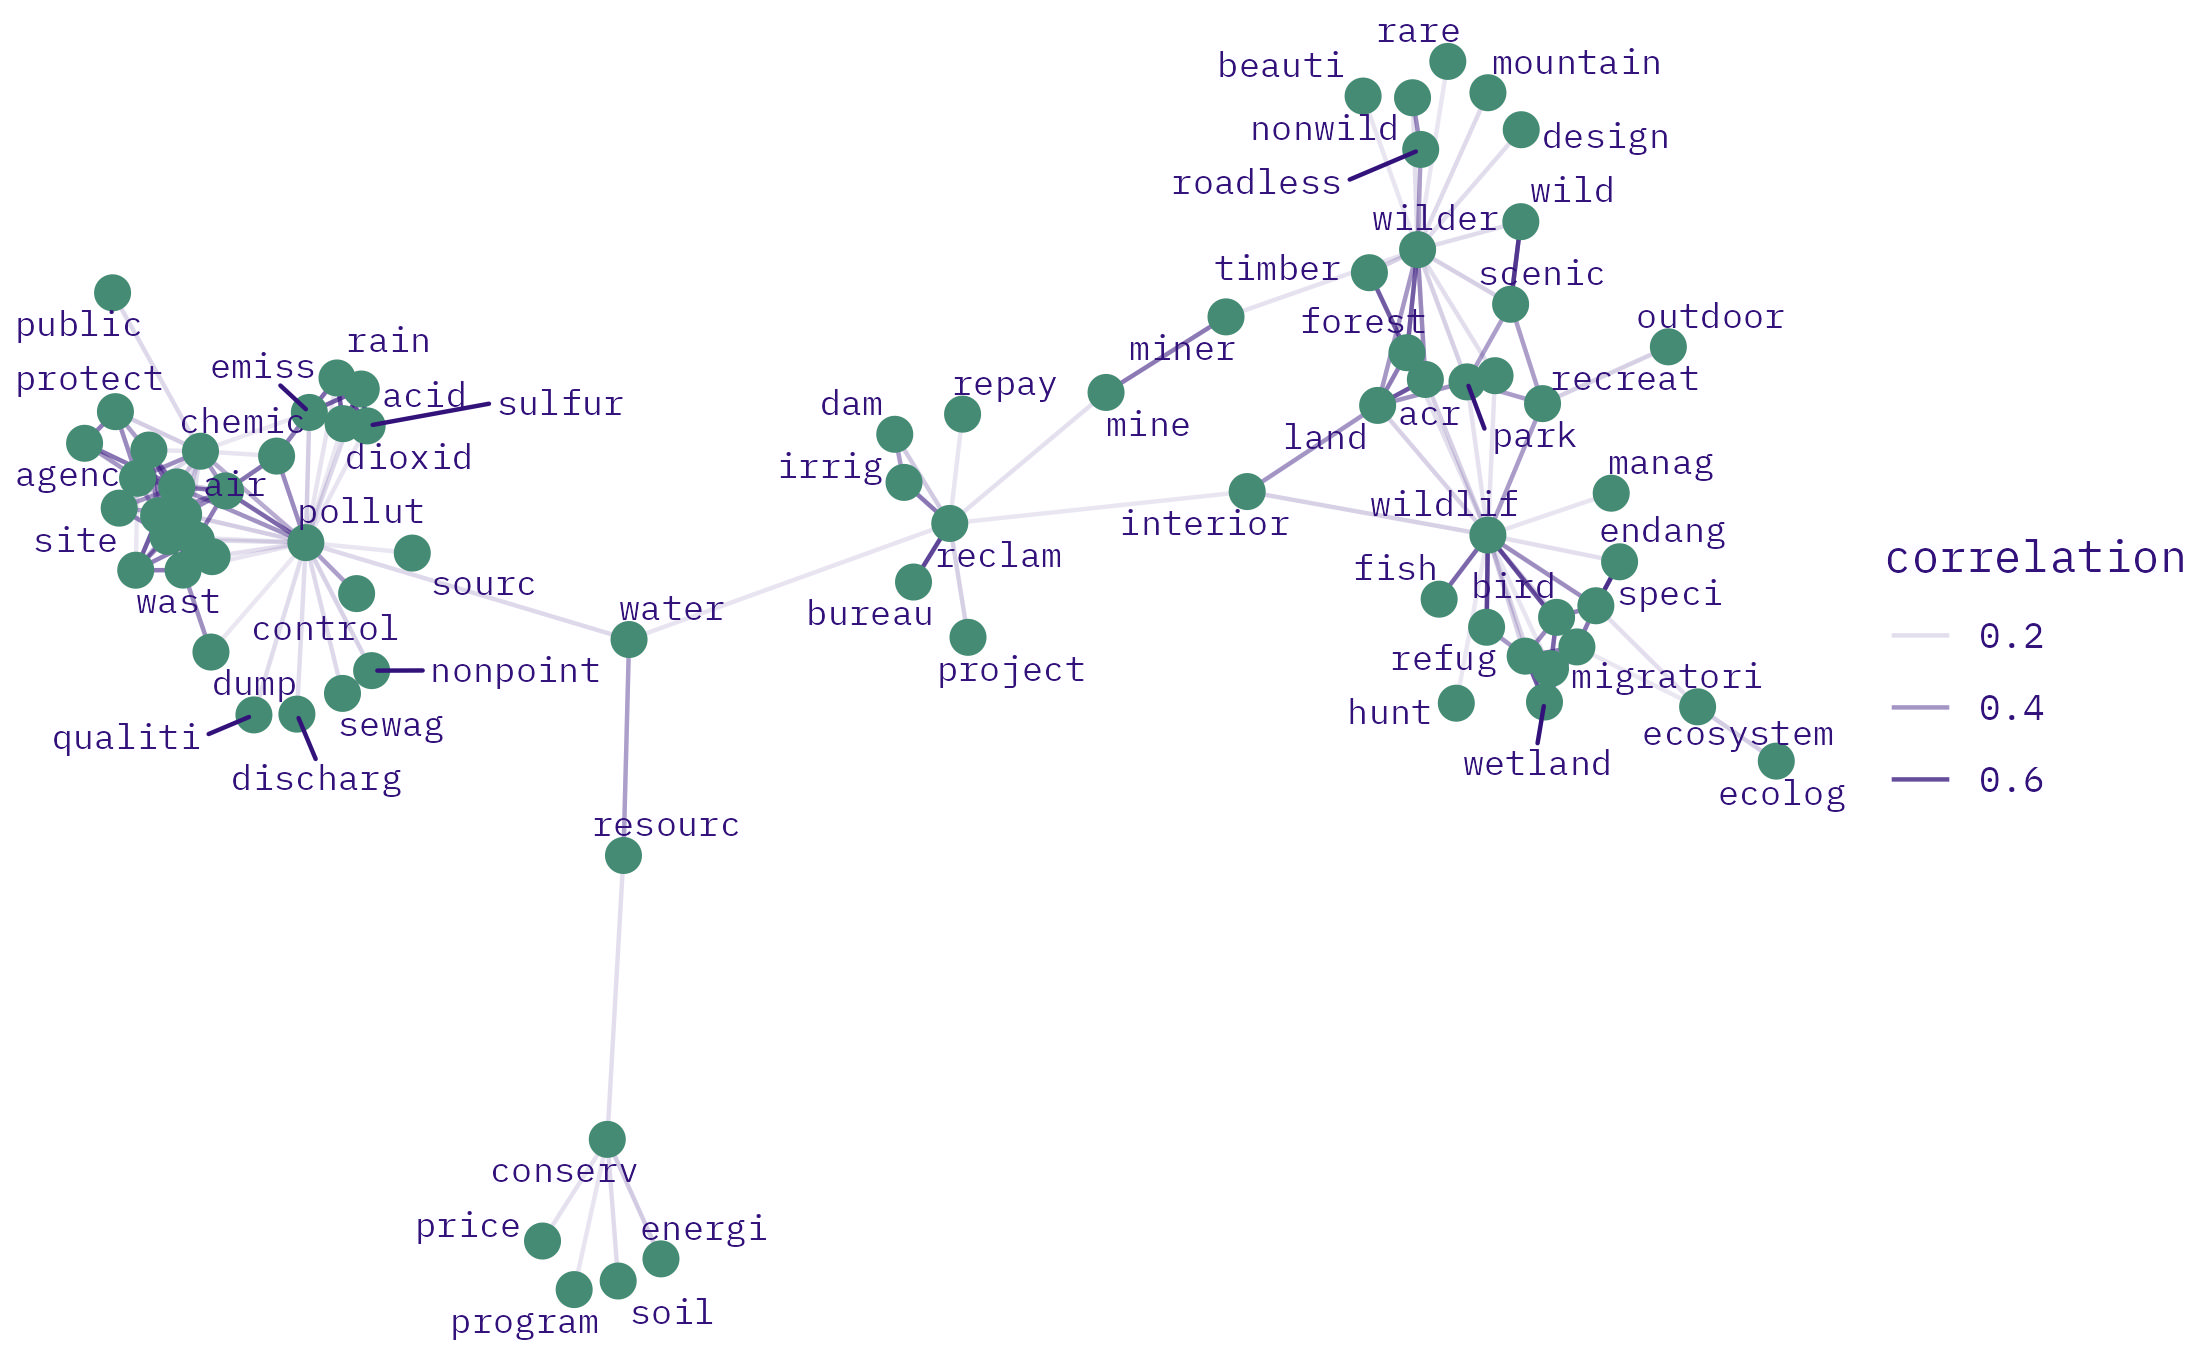 rare
beauti
mountain
nonwild
design
roadless
wild
wilder
timber
scenic
public
forest
outdoor
rain
miner
emiss
protect
repay
recreat
acid
sulfur
dam
chemic
acr
mine
land
park
dioxid
irrig
manag
agenc
air
pollut
wildlif
interior
endang
site
reclam
correlation
fish
sourc
bird
speci
wast
water
bureau
0.2
control
refug
nonpoint
project
migratori
dump
hunt
0.4
sewag
qualiti
ecosystem
wetland
discharg
0.6
ecolog
resourc
conserv
price
energi
soil
program